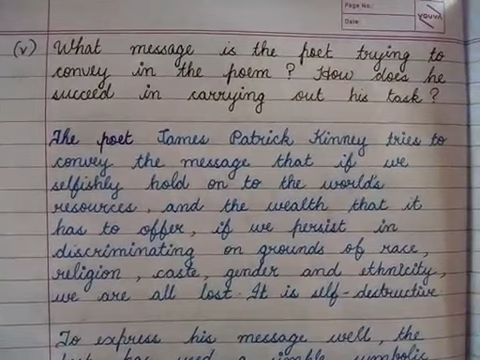 Page No.:
Date:
(v) What message is the poet trying to
convey in the poem? How does he
succeed in carrying out his task?
The poet James Patrick Kinney tries to
convey the message that if we
selfishly hold on to the world's
resources, and the wealth that it
has to offer, if we persist in
discriminating on grounds of race,
religion, caste, gender and ethnicity,
we are all lost. It is self-destructive
To express his message well, the
has used a simple symbolic